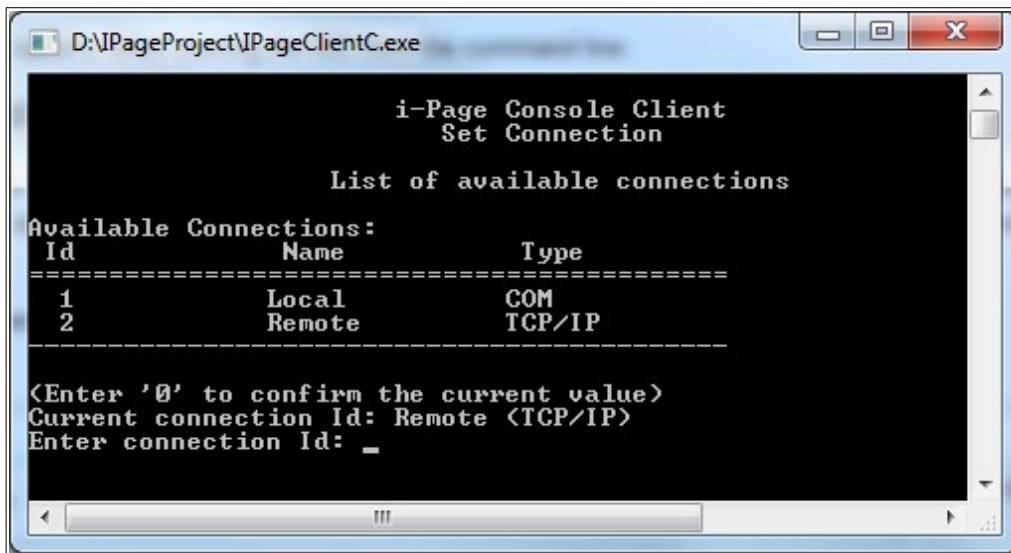 D:\IPageProject\IPageClientC.exe
i-Page Console Client
Set Connection
List of available connections
Available Connections:
Id Name Type
============================================
1 Local COM
2 Remote TCP/IP
--------------------------------------------
(Enter '0' to confirm the current value)
Current connection Id: Remote (TCP/IP)
Enter connection Id: _